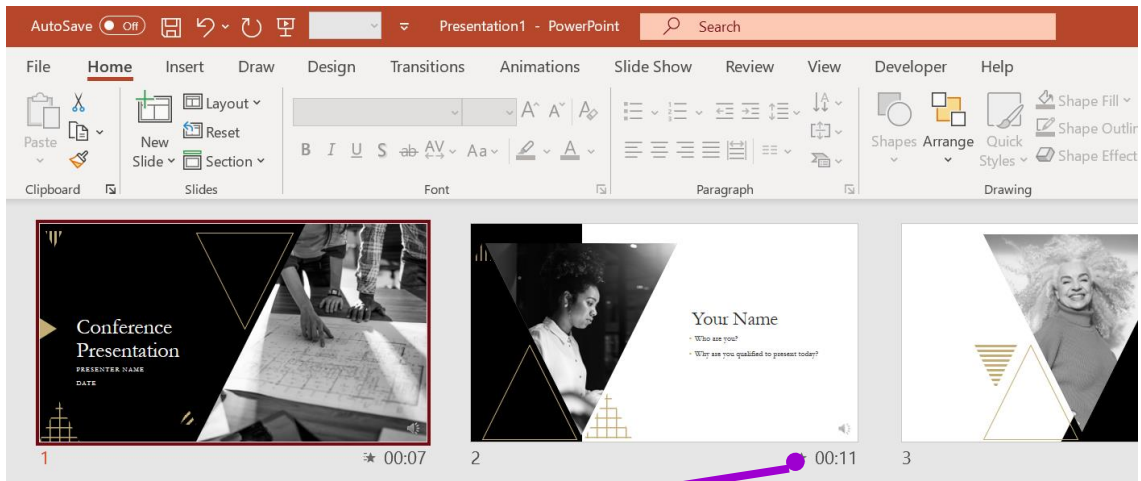 AutoSave Off Presentation1 - PowerPoint Search
File Home Insert Draw Design Transitions Animations Slide Show Review View Developer Help
Paste New Slide Layout Reset Section
B I U S ab AV Aa A A A A A
Shapes Arrange Quick Styles Shape Fill
Shape Outlin
Shape Effect
Clipboard Slides Font Paragraph Drawing
Conference
Presentation
PRESENTER NAME
DATE
Your Name
• Who are you?
• Why are you qualified to present today?
1 00:07 2 00:11 3